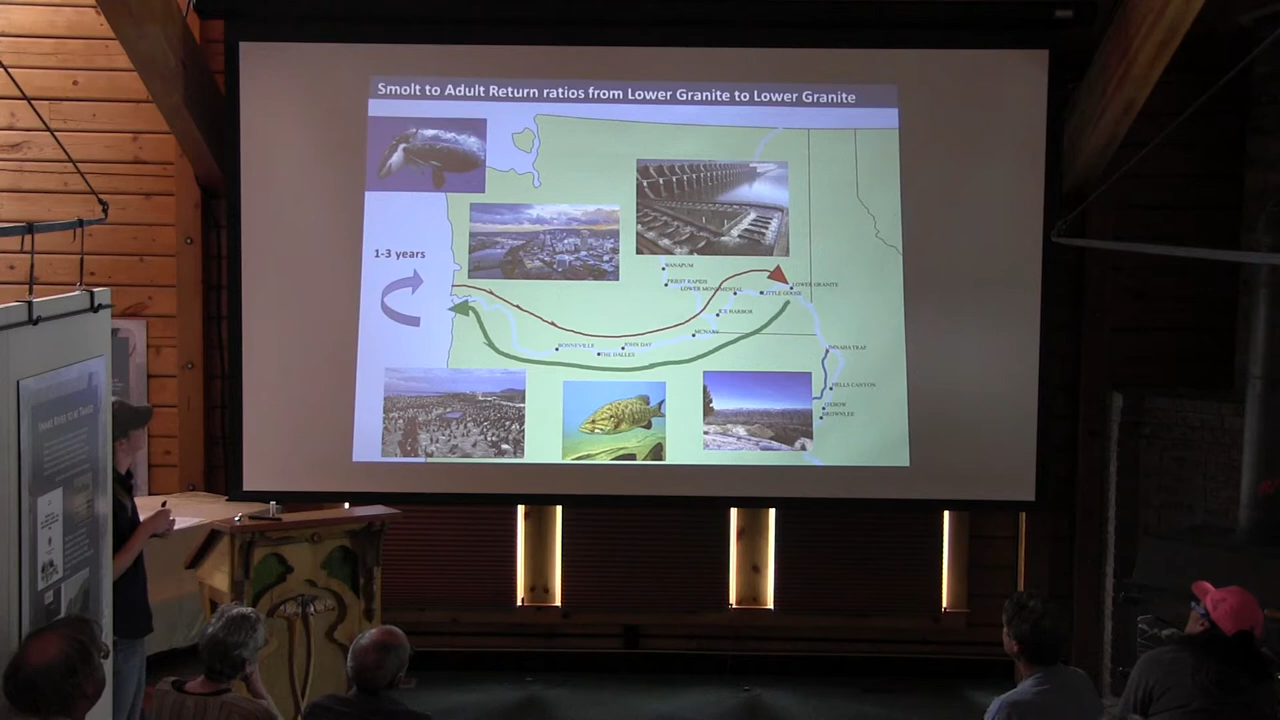 Smolt to Adult Return ratios from Lower Granite to Lower Granite
1-3 years
WANAPUM
PRIEST RAPIDS
LOWER MONUMENTAL
LITTLE GOOSE
LOWER GRANITE
ICE HARBOR
MCNARY
JOHN DAY
BONNEVILLE
THE DALLES
IMNAHA TRAP
HELLS CANYON
OXBOW
BROWNLEE